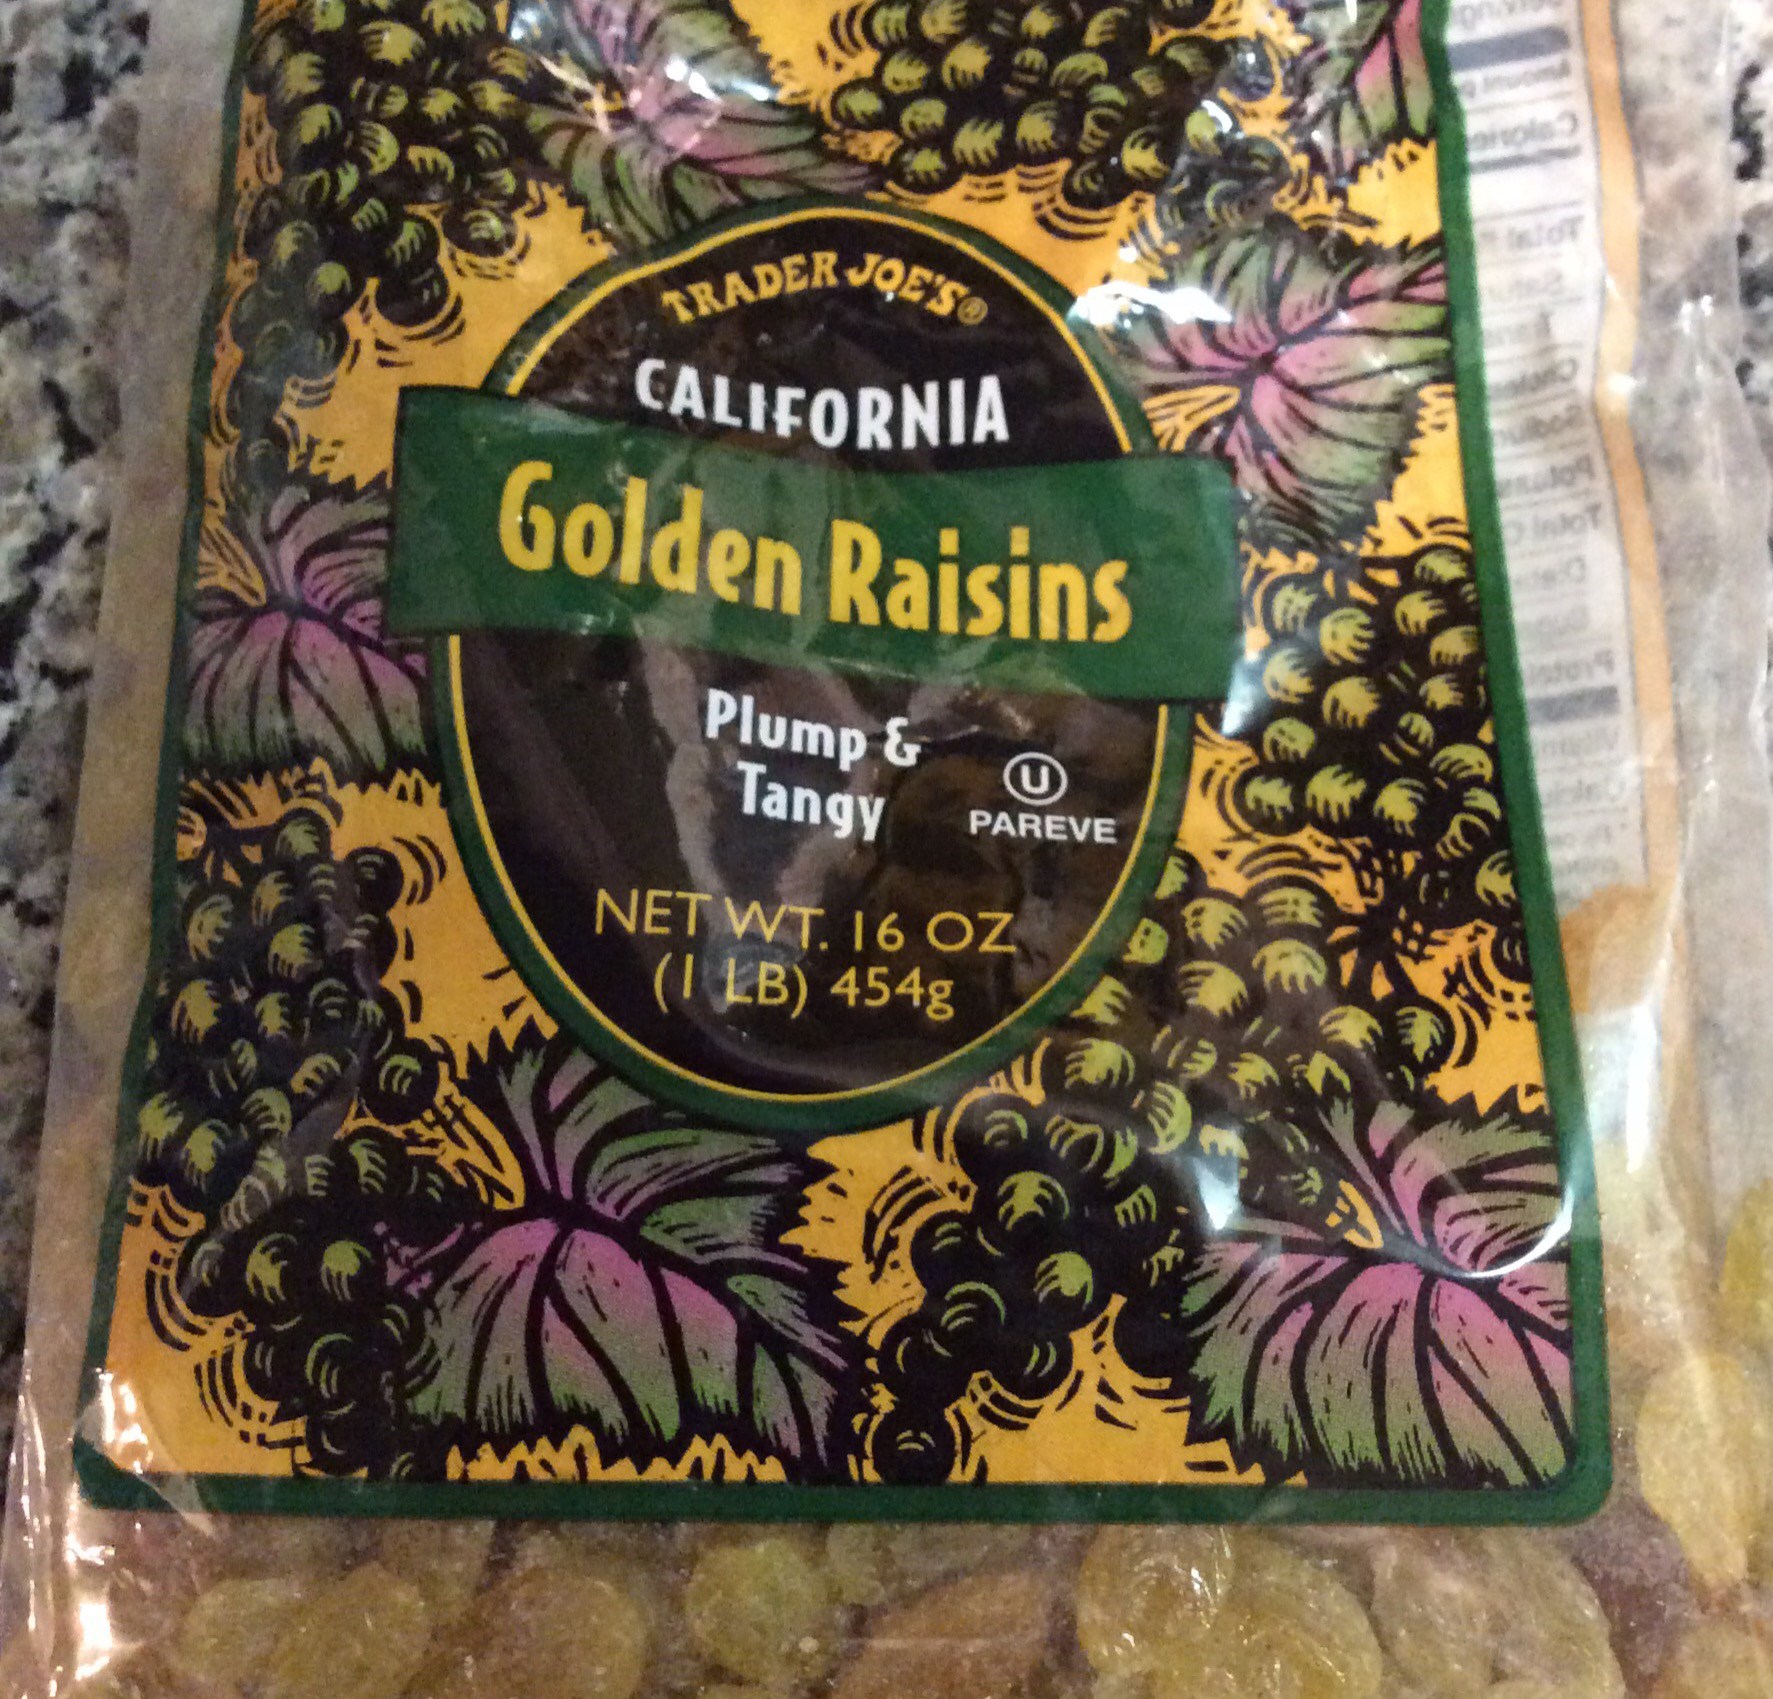 TRADER JOE'S®
CALIFORNIA
Golden Raisins
Plump &
Tangy
U
PAREVE
NET WT. 16 OZ
(1 LB) 454g